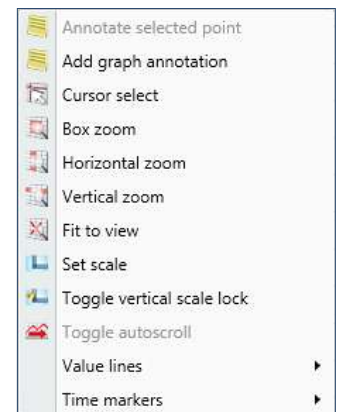 Annotate selected point
Add graph annotation
Cursor select
Box zoom
Horizontal zoom
Vertical zoom
Fit to view
Set scale
Toggle vertical scale lock
Toggle autoscroll
Value lines
Time markers